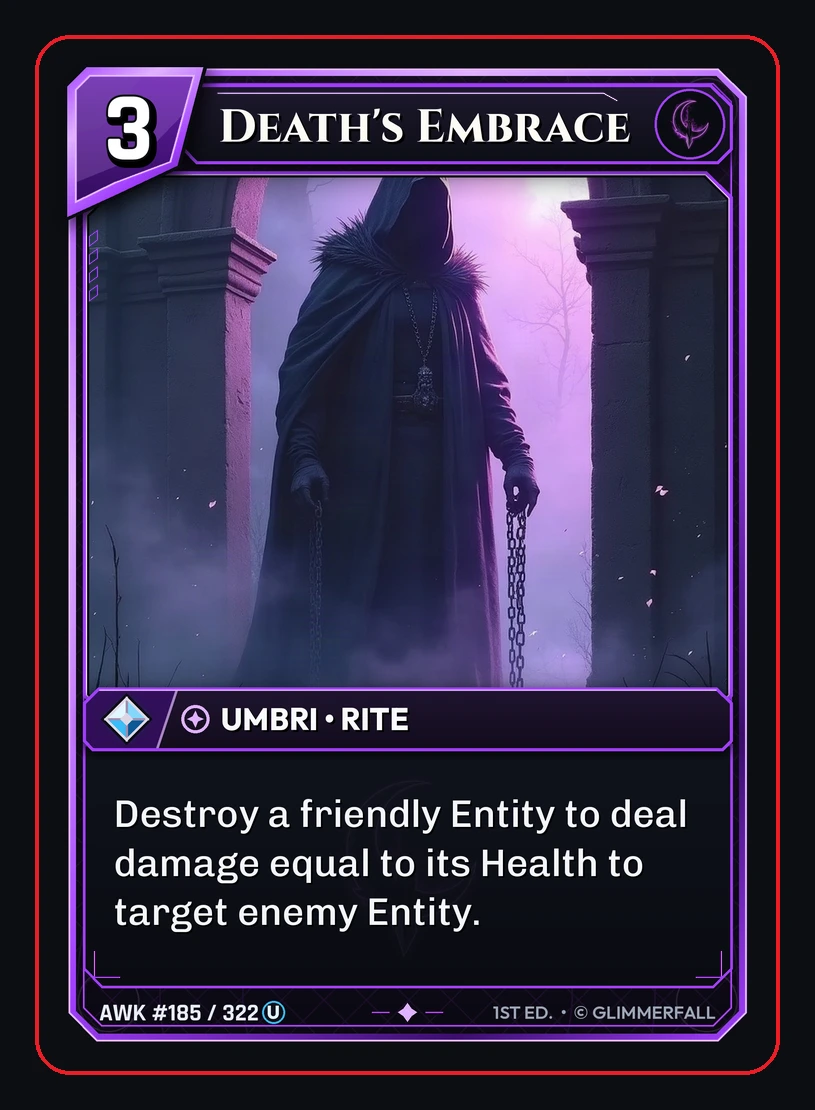 3
DEATH'S EMBRACE
UMBRI • RITE
Destroy a friendly Entity to deal
damage equal to its Health to
target enemy Entity.
AWK #185 / 322 U
1ST ED. • © GLIMMERFALL